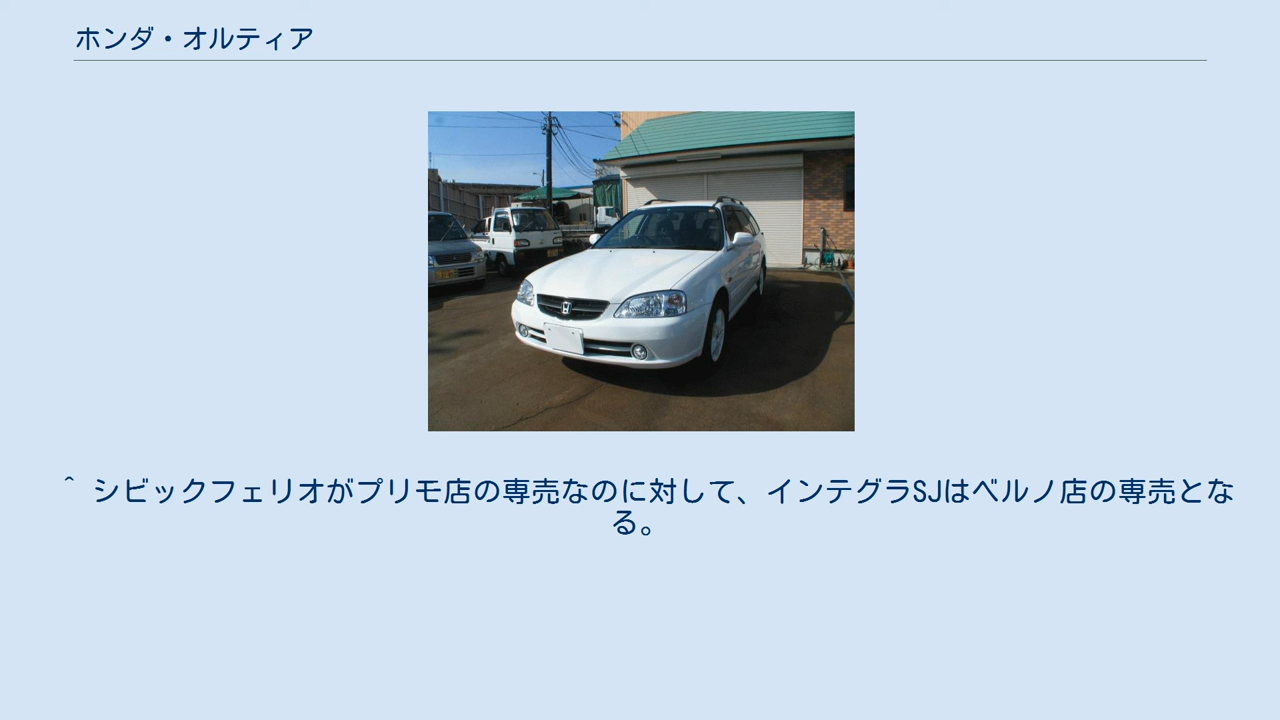 ホンダ・オルティア
^ シビックフェリオがプリモ店の専売なのに対して、インテグラSJはベルノ店の専売とな
る。